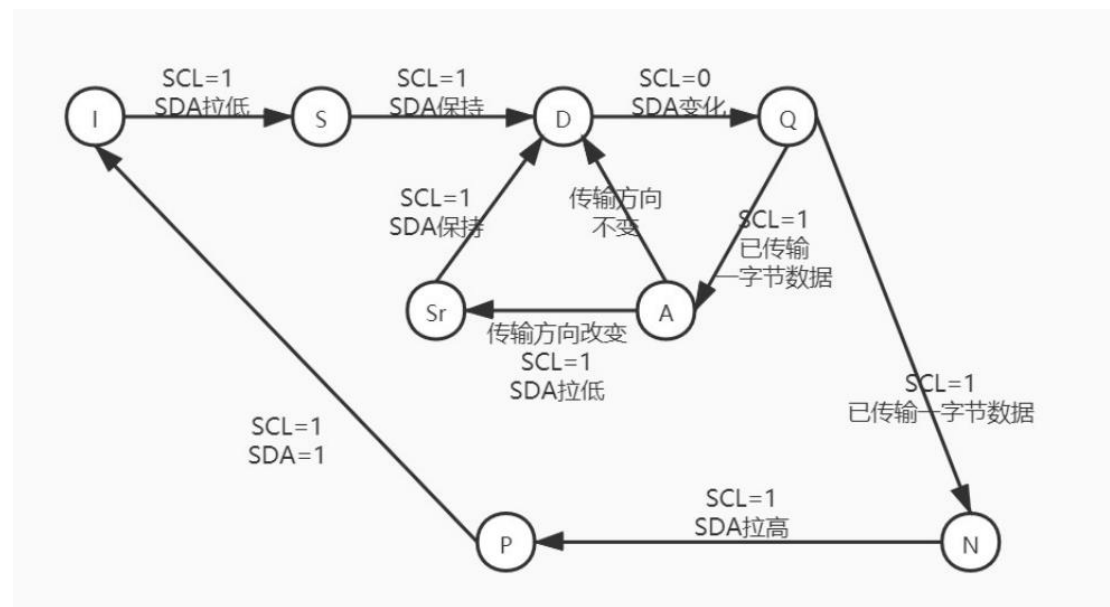 SCL=1
SDA拉低
SCL=1
SDA保持
SCL=0
SDA变化
I
S
D
Q
SCL=1
SDA保持
传输方向
不变
SCL=1
已传输
一字节数据
Sr
A
传输方向改变
SCL=1
SDA拉低
SCL=1
已传输一字节数据
SCL=1
SDA=1
SCL=1
SDA拉高
P
N